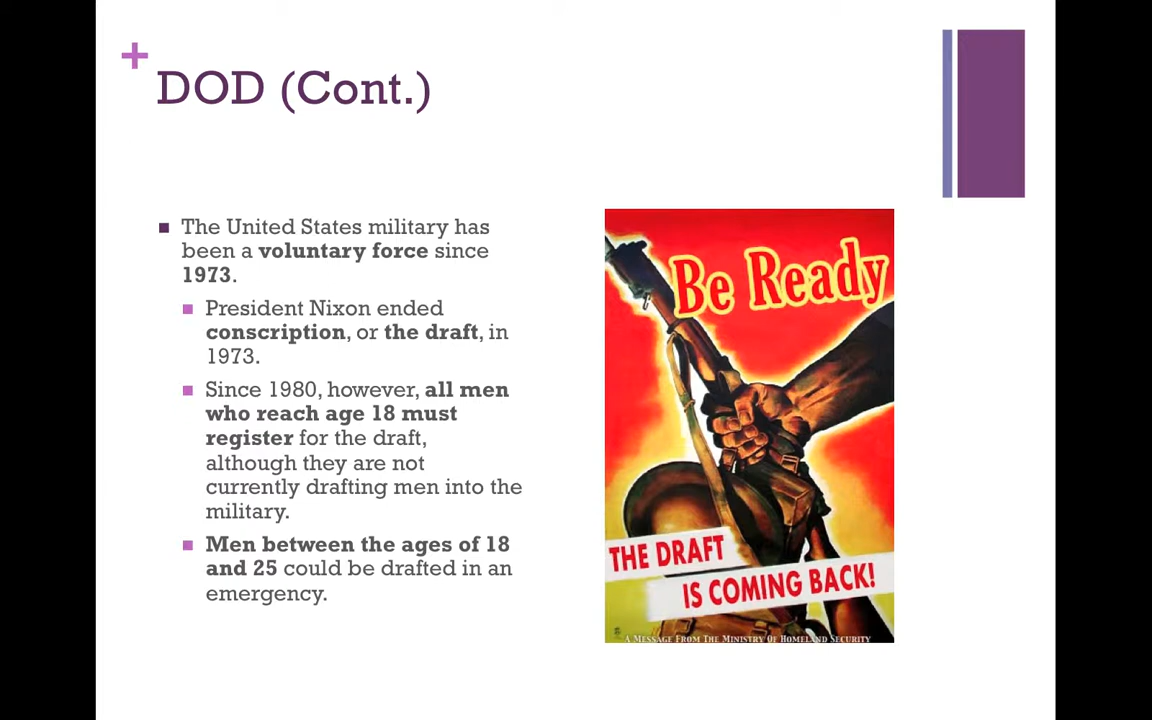 +
DOD (Cont.)
■ The United States military has
been a voluntary force since
1973.
■ President Nixon ended
conscription, or the draft, in
1973.
■ Since 1980, however, all men
who reach age 18 must
register for the draft,
although they are not
currently drafting men into the
military.
■ Men between the ages of 18
and 25 could be drafted in an
emergency.
Be Ready
THE DRAFT
IS COMING BACK!
A MESSAGE FROM THE MINISTRY OF HOMELAND SECURITY